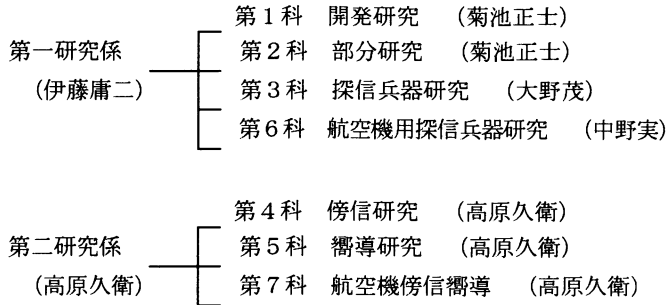 第1科 開発研究 (菊池正士)
第一研究係
第2科 部分研究 (菊池正士)
(伊藤庸二)
第3科 探信兵器研究 (大野茂)
第6科 航空機用探信兵器研究 (中野実)
第4科 傍信研究 (高原久衛)
第二研究係
第5科 嚮導研究 (高原久衛)
(高原久衛)
第7科 航空機傍信嚮導 (高原久衛)